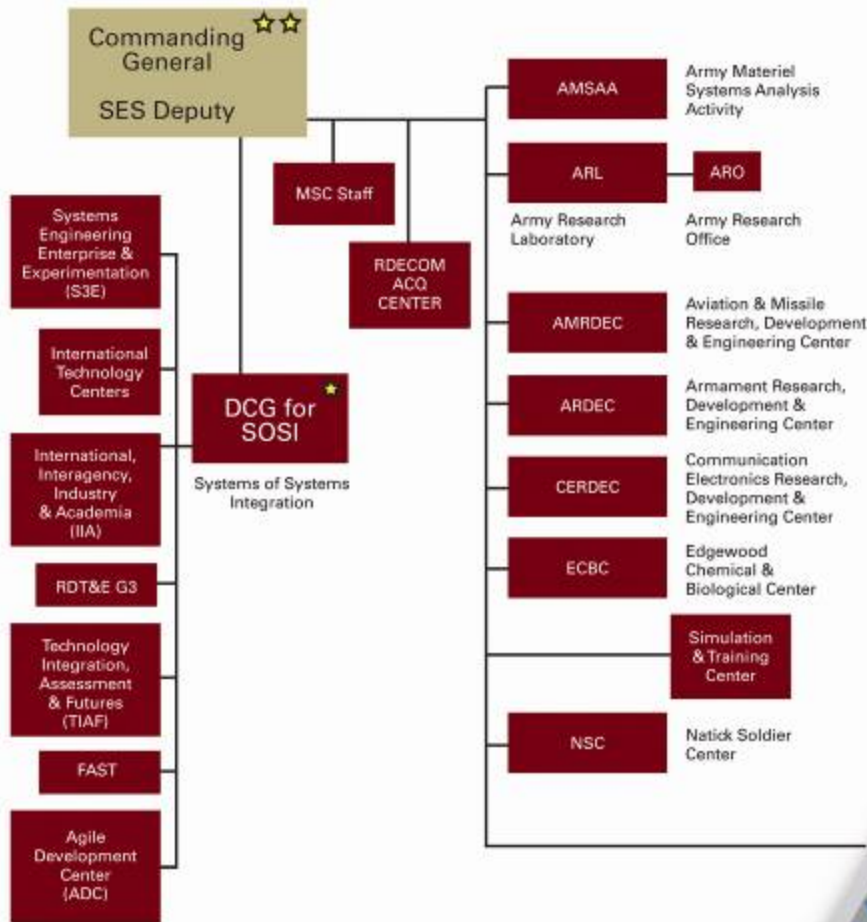 Commanding
General
SES Deputy
MSC Staff
RDECOM
ACQ
CENTER
DCG for
SOSI
Systems of Systems
Integration
Systems
Engineering
Enterprise &
Experimentation
(S3E)
International
Technology
Centers
International,
Interagency,
Industry
& Academia
(IIA)
RDT&E G3
Technology
Integration,
Assessment
& Futures
(TIAF)
FAST
Agile
Development
Center
(ADC)
AMSAA
Army Materiel
Systems Analysis
Activity
ARL
Army Research
Laboratory
ARO
Army Research
Office
AMRDEC
Aviation & Missile
Research, Development
& Engineering Center
ARDEC
Armament Research,
Development &
Engineering Center
CERDEC
Communication
Electronics Research,
Development &
Engineering Center
ECBC
Edgewood
Chemical &
Biological Center
Simulation
& Training
Center
NSC
Natick Soldier
Center